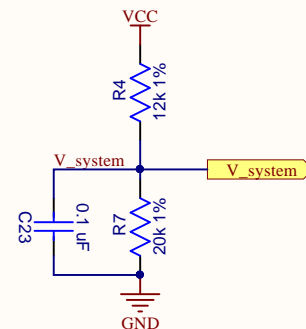 VCC
R4
12k 1%
V_system
V_system
C23
0.1 uF
R7
20k 1%
GND